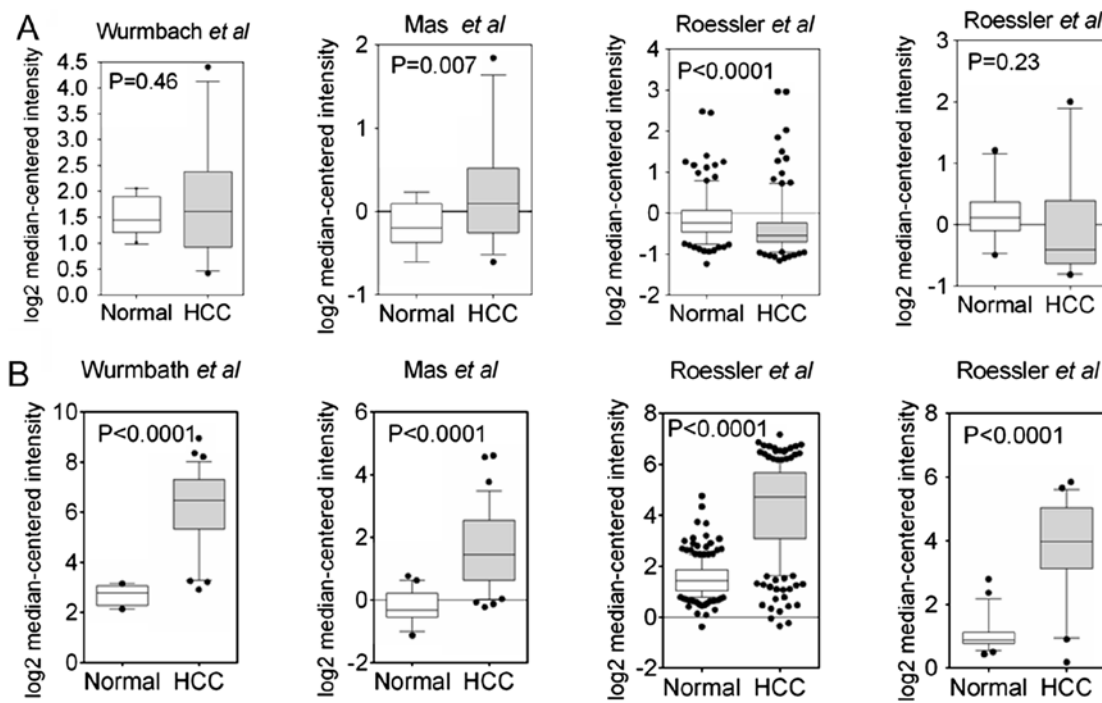 A
Wurmbach et al
log2 median-centered intensity
P=0.46
4.5
4.0
3.5
3.0
2.5
2.0
1.5
1.0
0.5
0.0
Normal HCC
Mas et al
log2 median-centered intensity
P=0.007
2
1
0
-1
Normal HCC
Roessler et al
log2 median-centered intensity
P<0.0001
4
3
2
1
0
-1
-2
Normal HCC
Roessler et al
log2 median-centered intensity
P=0.23
3
2
1
0
-1
Normal HCC
B
Wurmbath et al
log2 median-centered intensity
P<0.0001
10
8
6
4
2
0
Normal HCC
Mas et al
log2 median-centered intensity
P<0.0001
6
4
2
0
-2
Normal HCC
Roessler et al
log2 median-centered intensity
P<0.0001
8
6
4
2
0
-2
Normal HCC
Roessler et al
log2 median-centered intensity
P<0.0001
8
6
4
2
0
Normal HCC